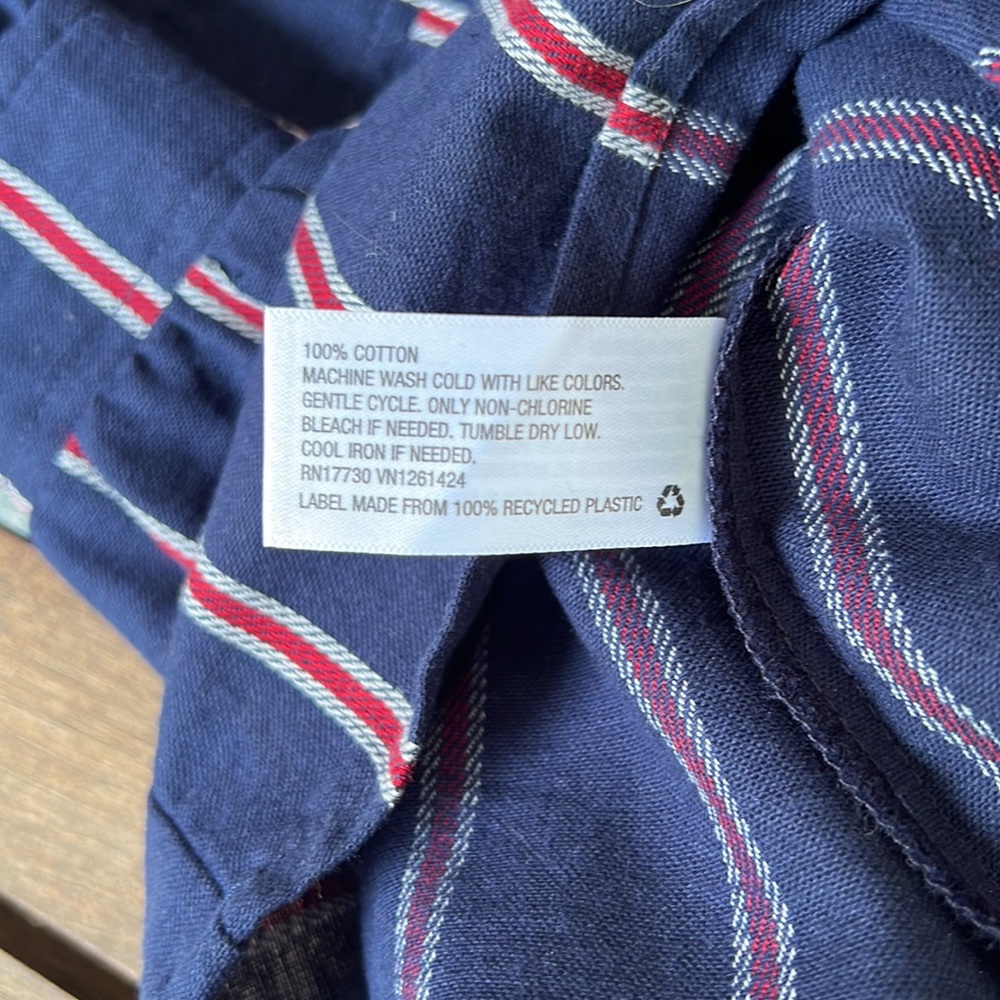 100% COTTON
MACHINE WASH COLD WITH LIKE COLORS.
GENTLE CYCLE. ONLY NON-CHLORINE
BLEACH IF NEEDED. TUMBLE DRY LOW.
COOL IRON IF NEEDED.
RN17730 VN1261424
LABEL MADE FROM 100% RECYCLED PLASTIC